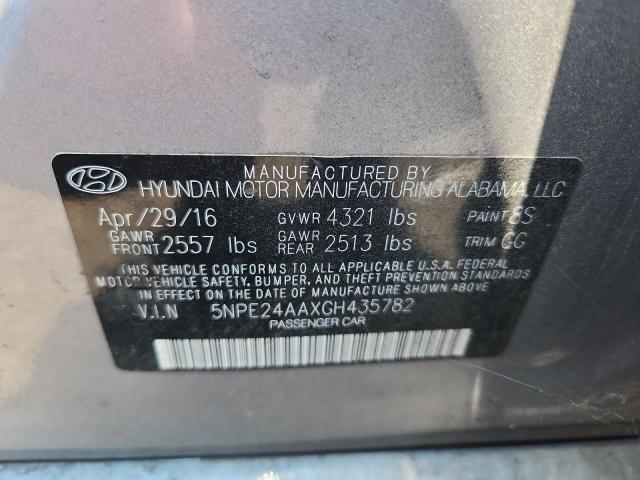 MANUFACTURED BY
HYUNDAI MOTOR MANUFACTURING ALABAMA, LLC
Apr/29/16 GVWR 4321 lbs PAINT 8S
GAWR FRONT 2557 lbs GAWR REAR 2513 lbs TRIM GG
THIS VEHICLE CONFORMS TO ALL APPLICABLE FEDERAL
MOTOR VEHICLE SAFETY, BUMPER, AND THEFT PREVENTION STANDARDS
IN EFFECT ON THE DATE OF MANUFACTURE SHOWN ABOVE.
V.I.N 5NPE24AAXGH435782
PASSENGER CAR